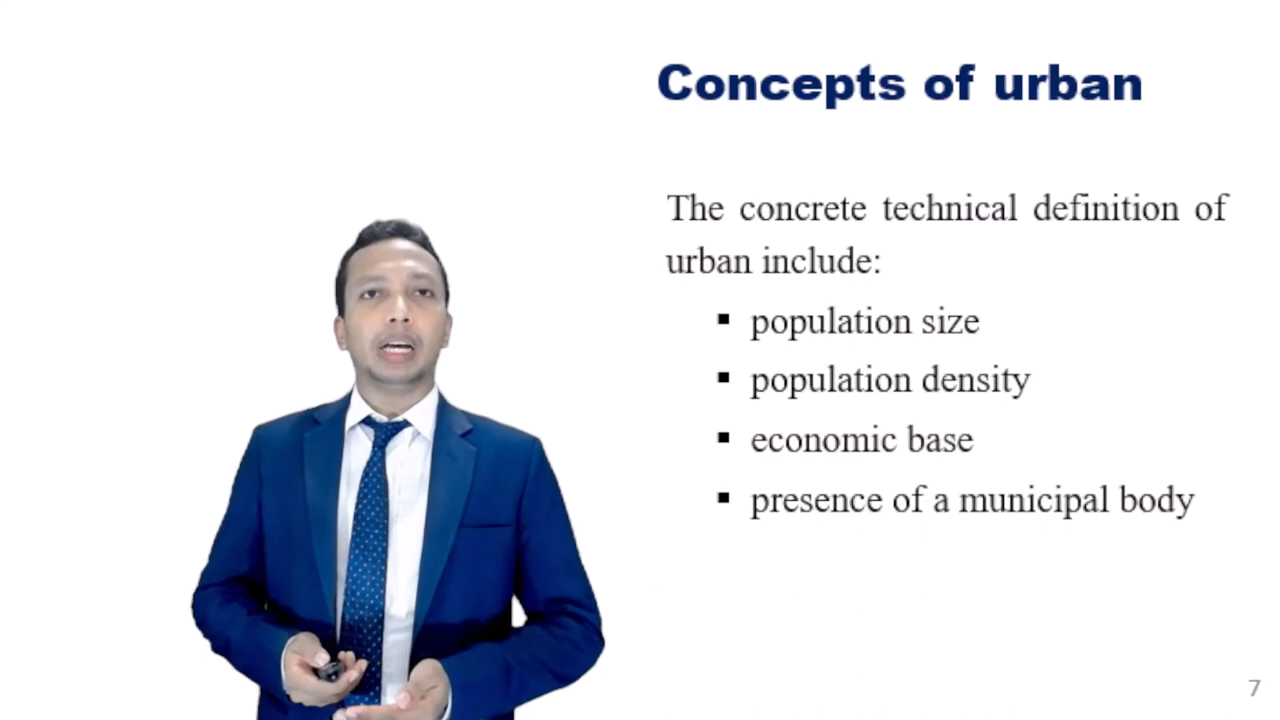 Concepts of urban
The concrete technical definition of
urban include:
▪ population size
▪ population density
▪ economic base
▪ presence of a municipal body
7